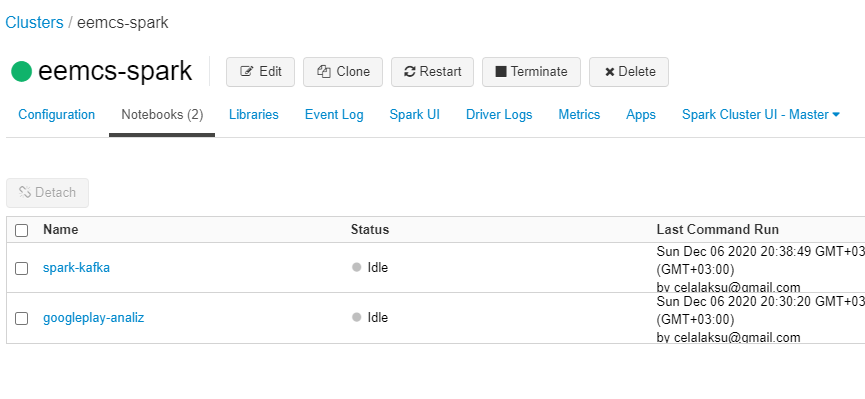 Clusters / eemcs-spark
eemcs-spark Edit Clone Restart Terminate Delete
Configuration Notebooks (2) Libraries Event Log Spark UI Driver Logs Metrics Apps Spark Cluster UI - Master
Detach
Name Status Last Command Run
spark-kafka Idle Sun Dec 06 2020 20:38:49 GMT+03
(GMT+03:00)
by celalaksu@gmail.com
googleplay-analiz Idle Sun Dec 06 2020 20:30:20 GMT+03
(GMT+03:00)
by celalaksu@gmail.com